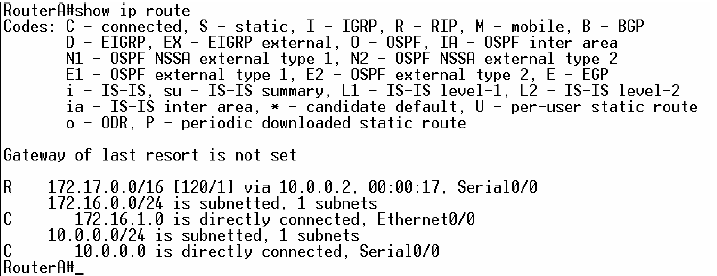 RouterA#show ip route
Codes: C - connected, S - static, I - IGRP, R - RIP, M - mobile, B - BGP
D - EIGRP, EX - EIGRP external, O - OSPF, IA - OSPF inter area
N1 - OSPF NSSA external type 1, N2 - OSPF NSSA external type 2
E1 - OSPF external type 1, E2 - OSPF external type 2, E - EGP
i - IS-IS, su - IS-IS summary, L1 - IS-IS level-1, L2 - IS-IS level-2
ia - IS-IS inter area, * - candidate default, U - per-user static route
o - ODR, P - periodic downloaded static route
Gateway of last resort is not set
R 172.17.0.0/16 [120/1] via 10.0.0.2, 00:00:17, Serial0/0
172.16.0.0/24 is subnetted, 1 subnets
C 172.16.1.0 is directly connected, Ethernet0/0
10.0.0.0/24 is subnetted, 1 subnets
C 10.0.0.0 is directly connected, Serial0/0
RouterA#_